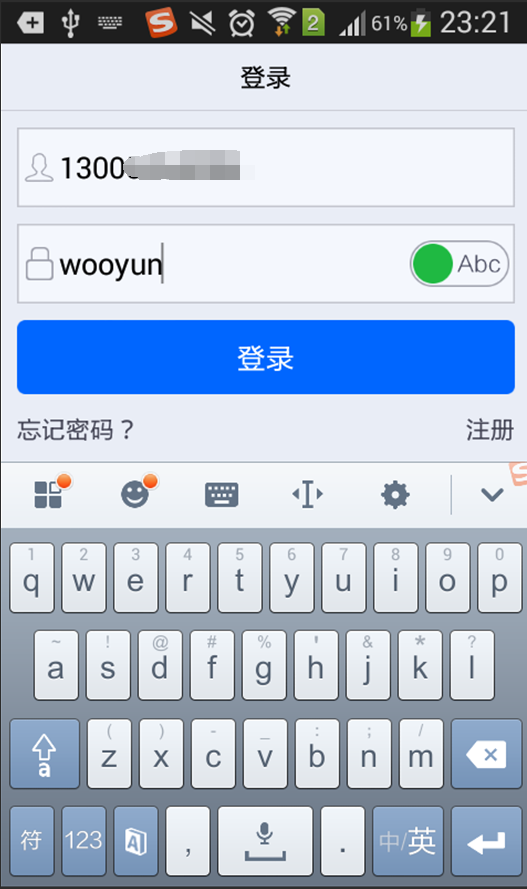 2 61% 23:21
登录
1300
wooyun Abc
登录
忘记密码？ 注册
1 2 3 4 5 6 7 8 9 0
q w e r t y u i o p
~ ! @ # % ' & * ?
a s d f g h j k l
( ) - _ : ; /
a z x c v b n m
符 123 , . 中/英